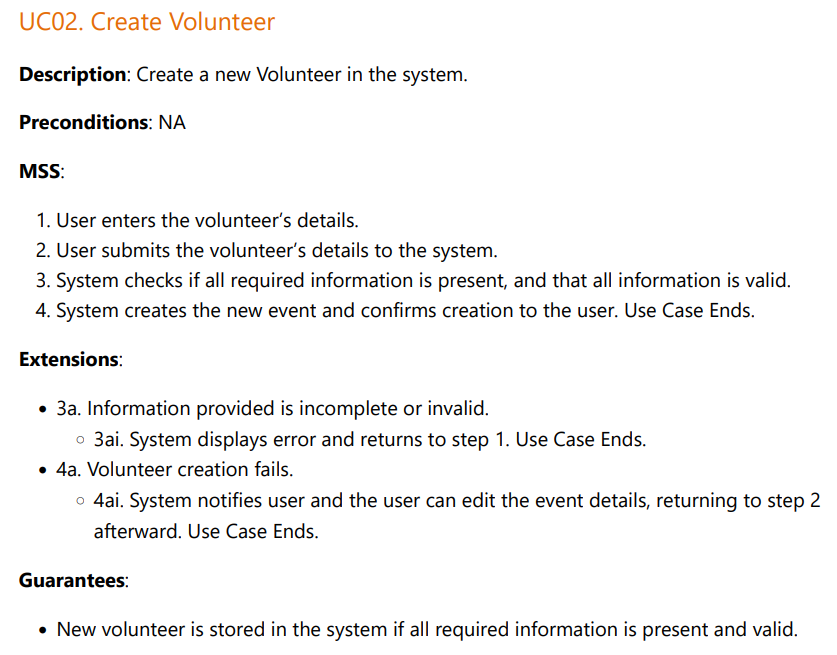 UC02. Create Volunteer
Description: Create a new Volunteer in the system.
Preconditions: NA
MSS:
1. User enters the volunteer’s details.
2. User submits the volunteer’s details to the system.
3. System checks if all required information is present, and that all information is valid.
4. System creates the new event and confirms creation to the user. Use Case Ends.
Extensions:
• 3a. Information provided is incomplete or invalid.
○ 3ai. System displays error and returns to step 1. Use Case Ends.
• 4a. Volunteer creation fails.
○ 4ai. System notifies user and the user can edit the event details, returning to step 2
afterward. Use Case Ends.
Guarantees:
• New volunteer is stored in the system if all required information is present and valid.